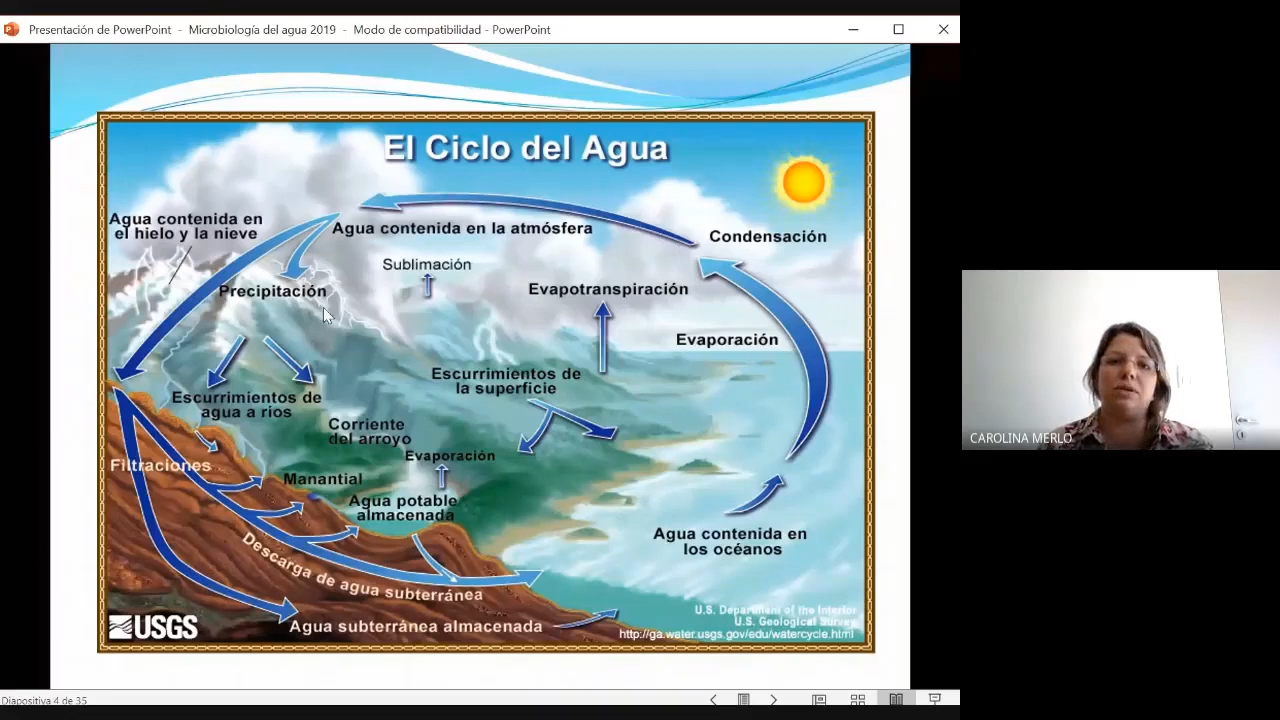 Presentación de PowerPoint - Microbiología del agua 2019 - Modo de compatibilidad - PowerPoint
El Ciclo del Agua
Agua contenida en
el hielo y la nieve
Agua contenida en la atmósfera
Condensación
Sublimación
Precipitación
Evapotranspiración
Evaporación
Escurrimientos de
la superficie
Escurrimientos de
agua a rios
Corriente
del arroyo
Evaporación
Filtraciones
Manantial
Agua potable
almacenada
Agua contenida en
los océanos
Descarga de agua subterránea
Agua subterránea almacenada
USGS
U.S. Department of the Interior
U.S. Geological Survey
http://ga.water.usgs.gov/edu/watercycle.html
CAROLINA MERLO
Diapositiva 4 de 35